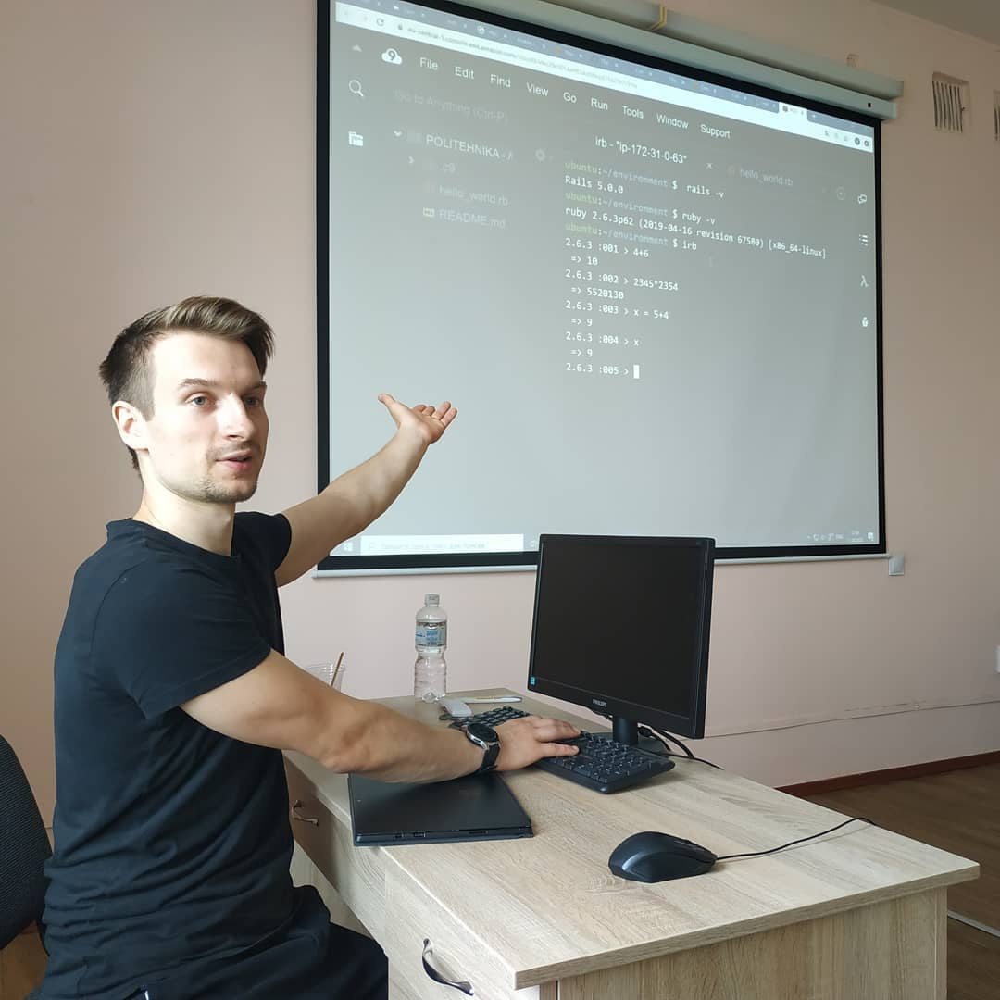 File Edit Find View Go Run Tools Window Support
Go to Anything (Ctrl-P)
POLITEHNIKA - /
.c9
hello_world.rb
README.md
irb - "ip-172-31-0-63"
hello_world.rb
ubuntu:~/environment $ rails -v
Rails 5.0.0
ubuntu:~/environment $ ruby -v
ruby 2.6.3p62 (2019-04-16 revision 67580) [x86_64-linux]
ubuntu:~/environment $ irb
2.6.3 :001 > 4+6
=> 10
2.6.3 :002 > 2345*2354
=> 5520130
2.6.3 :003 > x = 5+4
=> 9
2.6.3 :004 > x
=> 9
2.6.3 :005 >
PHILIPS